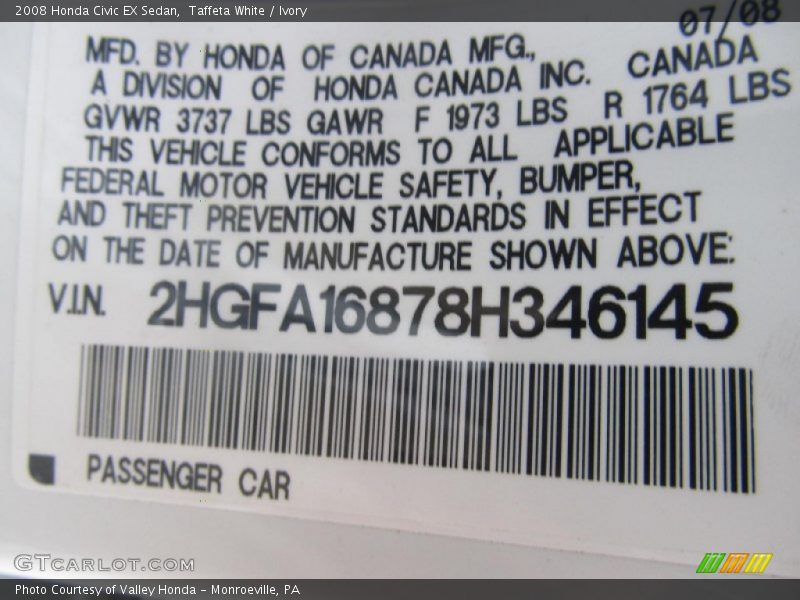 2008 Honda Civic EX Sedan, Taffeta White / Ivory
07/08
MFD. BY HONDA OF CANADA MFG., CANADA
A DIVISION OF HONDA CANADA INC.
GVWR 3737 LBS GAWR F 1973 LBS R 1764 LBS
THIS VEHICLE CONFORMS TO ALL APPLICABLE
FEDERAL MOTOR VEHICLE SAFETY, BUMPER,
AND THEFT PREVENTION STANDARDS IN EFFECT
ON THE DATE OF MANUFACTURE SHOWN ABOVE:
V.I.N. 2HGFA16878H346145
PASSENGER CAR
GTCARLOT.COM
Photo Courtesy of Valley Honda - Monroeville, PA